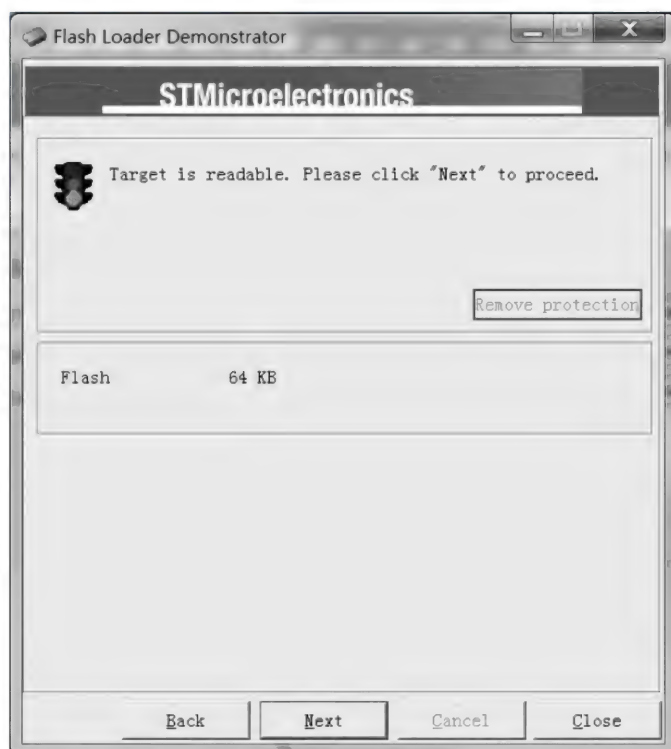 Flash Loader Demonstrator
STMicroelectronics
Target is readable. Please click "Next" to proceed.
Remove protection
Flash 64 KB
Back Next Cancel Close